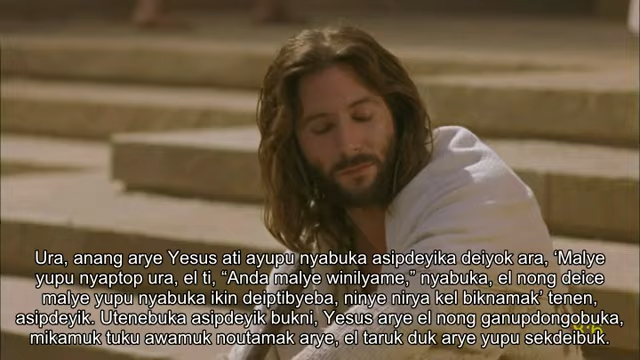 Ura, anang arye Yesus ati ayupu nyabuka asipdeyika deiyok ara, ‘Malye
yupu nyaptop ura, el ti, “Anda malye winilyame,” nyabuka, el nong deice
malye yupu nyabuka ikin deiptibyeba, ninye nirya kel biknamak’ tenen,
asipdeyik. Utenebuka asipdeyik bukni, Yesus arye el nong ganupdongobuka,
mikamuk tuku awamuk noutamak arye, el taruk duk arye yupu sekdeibuk.